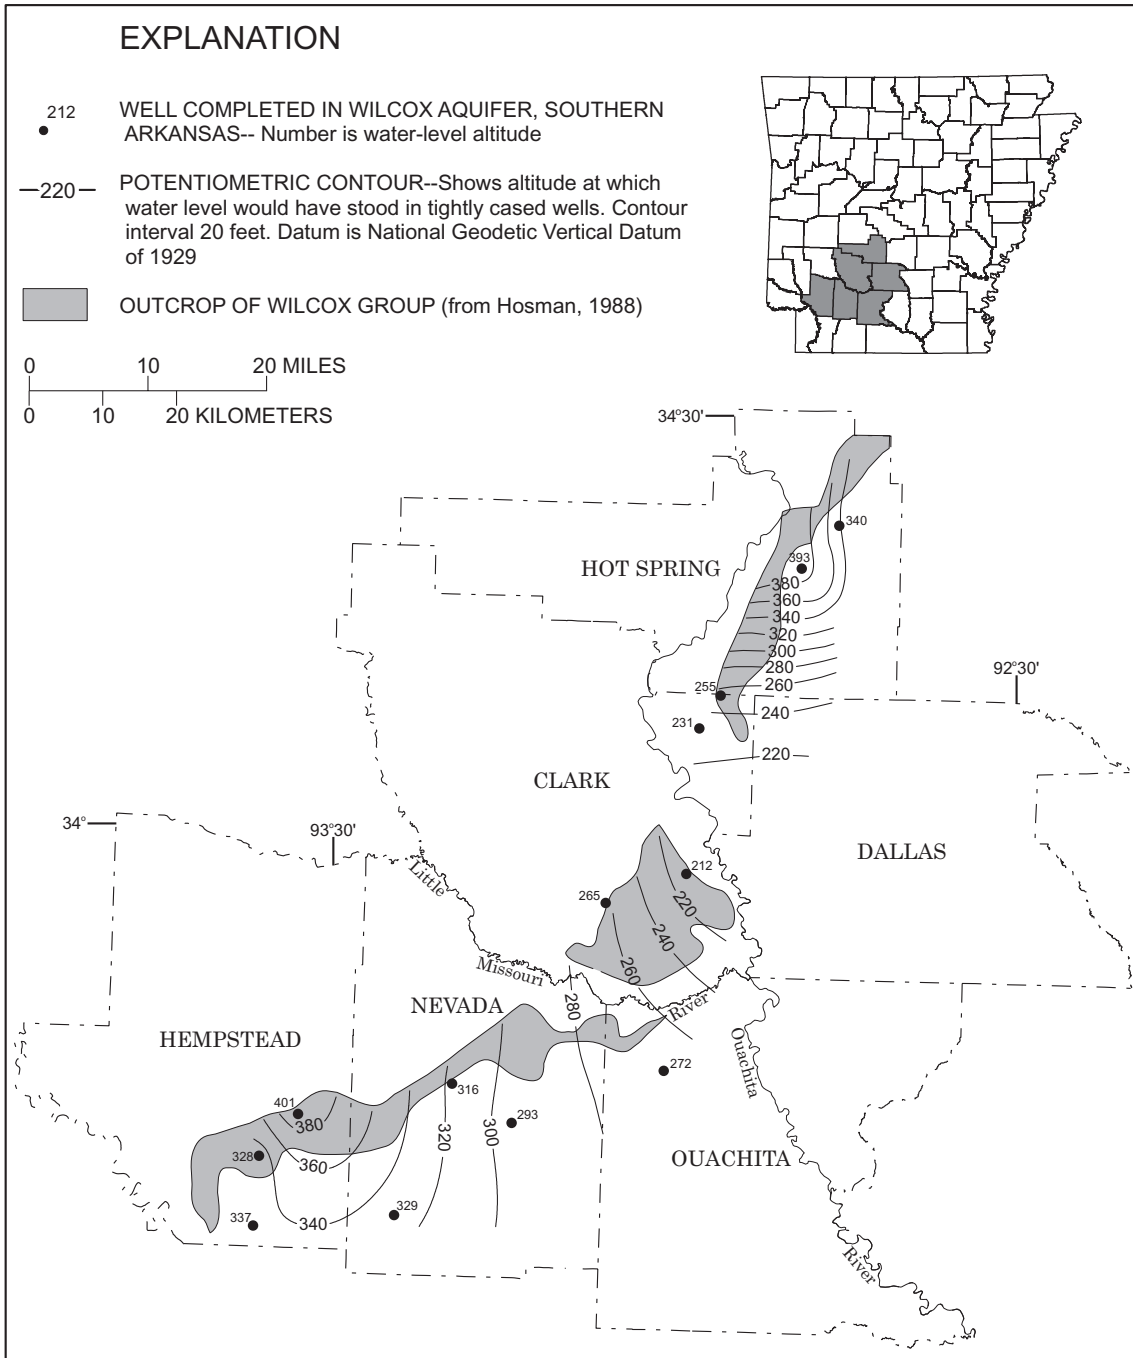 EXPLANATION
212
WELL COMPLETED IN WILCOX AQUIFER, SOUTHERN
ARKANSAS-- Number is water-level altitude
220
POTENTIOMETRIC CONTOUR--Shows altitude at which
water level would have stood in tightly cased wells. Contour
interval 20 feet. Datum is National Geodetic Vertical Datum
of 1929
OUTCROP OF WILCOX GROUP (from Hosman, 1988)
0 10 20 MILES
0 10 20 KILOMETERS
34°30'
340
HOT SPRING
393
380
360
340
320
300
280
260
255
92°30'
240
231
220
CLARK
34°
93°30'
DALLAS
Little
212
265
220
240
260
Missouri
280
River
NEVADA
HEMPSTEAD
Ouachita
272
316
401
380
293
320
300
328
360
OUACHITA
337
340
329
River